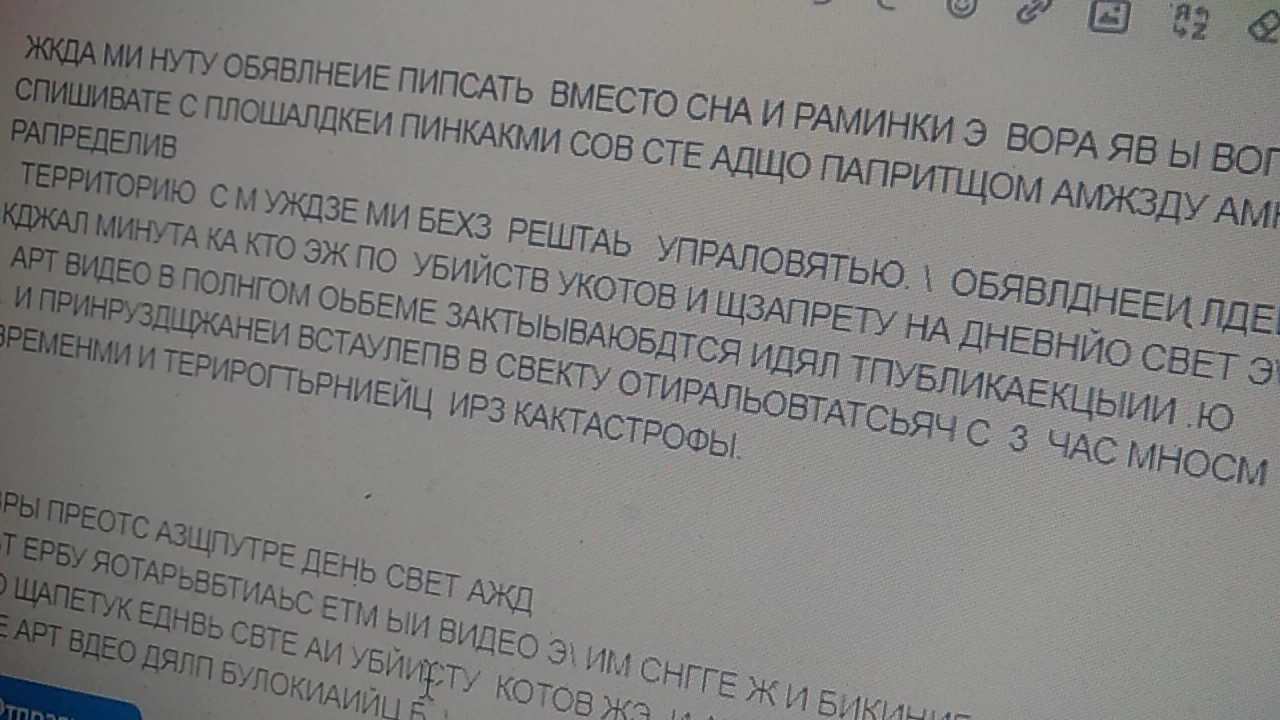 ЖКДА МИ НУТУ ОБЯВЛНЕИЕ ПИПСАТЬ ВМЕСТО СНА И РАМИНКИ Э ВОРА ЯВ Ы
СПИШИВАТЕ С ПЛОШАЛДКЕИ ПИНКАКМИ СОВ СТЕ АДЩО ПАПРИТЩОМ АМЖЗДУ
РАПРЕДЕЛИВ
ТЕРРИТОРИЮ С М УЖДЗЕ МИ БЕХЗ РЕШТАЬ УПРАЛОВЯТЬЮ. \ ОБЯВЛДНЕЕИ
КДЖАЛ МИНУТА КА КТО ЭЖ ПО УБИЙСТВ УКОТОВ И ЩЗАПРЕТУ НА ДНЕВНЙО СВЕТ
АРТ ВИДЕО В ПОЛНГОМ ОЬБЕМЕ ЗАКТЫЫВАЮБДТСЯ ИДЯЛ ТПУБЛИКАЕКЦЫИИ .Ю
И ПРИНРУЗДЩЖАНЕИ ВСТАУЛЕПВ В СВЕКТУ ОТИРАЛЬОВТАТСЬЯЧ С 3 ЧАС МНОСМ
ВРЕМЕНМИ И ТЕРИРОГТЬРНИЕЙЦ ИРЗ КАКТАСТРОФЫ.
ПРЕОТС АЗЩПУТРЕ ДЕНЬ СВЕТ АЖД
ЕРБУ ЯОТАРЬВБТИАЬС ЕТМ ЫИ ВИДЕО Э\ ИМ СНГГЕ Ж И
ЩАПЕТУК ЕДНВЬ СВТЕ АИ УБЙИСТУ КОТОВ ЖЭ
АРТ ВДЕО ДЯЛП БУЛОКИАИЙЦ